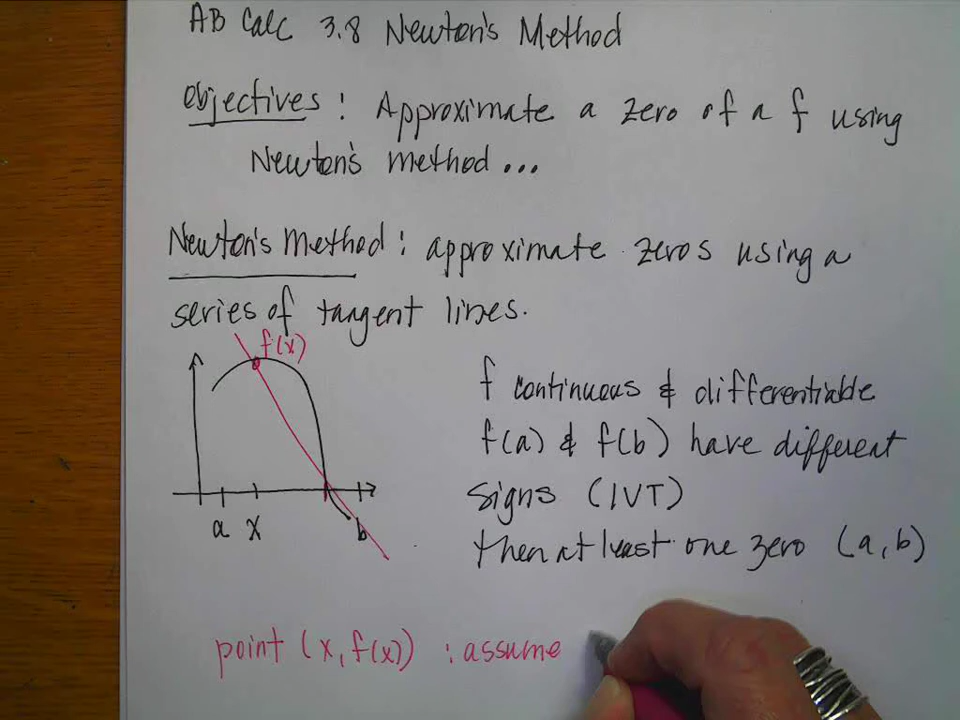 AB Calc 3.8 Newton's Method
Objectives: Approximate a zero of a f using
Newton's method...
Newton's Method: approximate zeros using a
series of tangent lines.
f(x)
a x b
f continuous & differentiable
f(a) & f(b) have different
signs (IVT)
then at least one zero (a,b)
point (x, f(x)) : assume